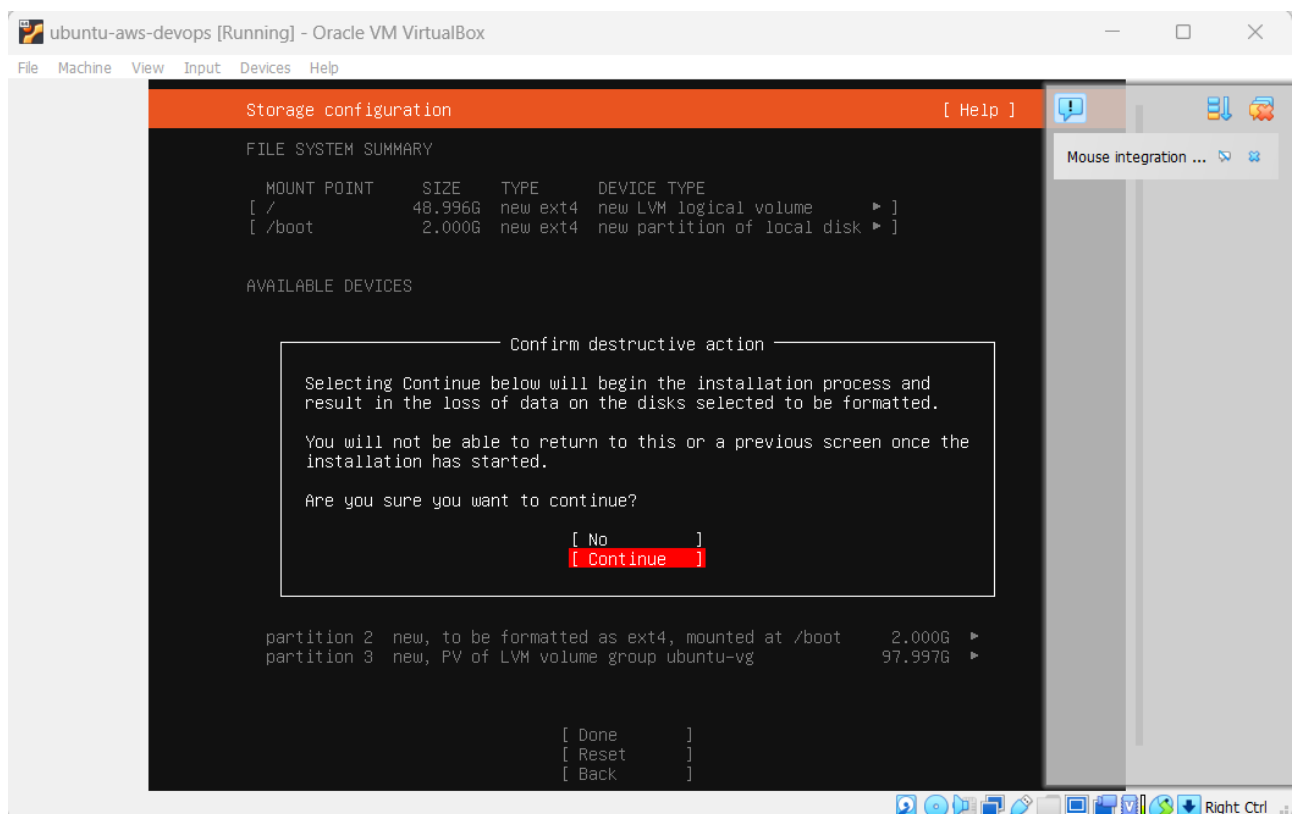 ubuntu-aws-devops [Running] - Oracle VM VirtualBox
File Machine View Input Devices Help
Storage configuration [ Help ]
Mouse integration ...
FILE SYSTEM SUMMARY
MOUNT POINT SIZE TYPE DEVICE TYPE
[ / 48.996G new ext4 new LVM logical volume ▸ ]
[ /boot 2.000G new ext4 new partition of local disk ▸ ]
AVAILABLE DEVICES
Confirm destructive action
Selecting Continue below will begin the installation process and
result in the loss of data on the disks selected to be formatted.
You will not be able to return to this or a previous screen once the
installation has started.
Are you sure you want to continue?
[ No ]
[ Continue ]
partition 2 new, to be formatted as ext4, mounted at /boot 2.000G ▸
partition 3 new, PV of LVM volume group ubuntu-vg 97.997G ▸
[ Done ]
[ Reset ]
[ Back ]
Right Ctrl